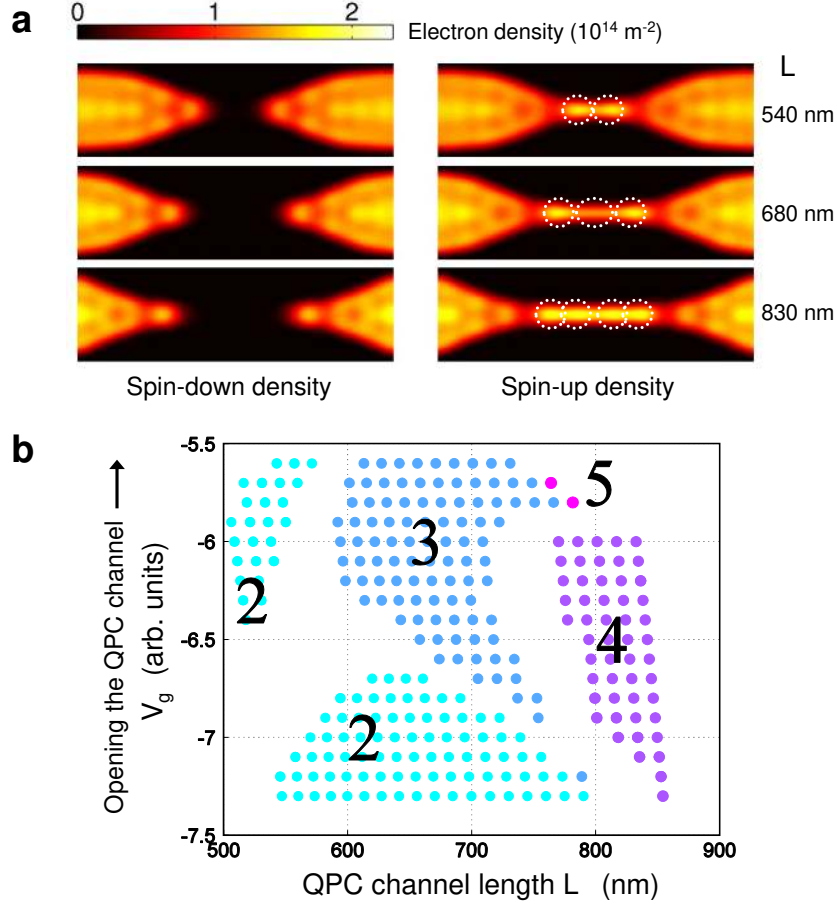 a
0 1 2
Electron density (10¹⁴ m⁻²)
L
540 nm
680 nm
830 nm
Spin-down density Spin-up density
b
Opening the QPC channel
V_g (arb. units)
-5.5
-6
-6.5
-7
-7.5
5
3
2
4
2
500 600 700 800 900
QPC channel length L (nm)